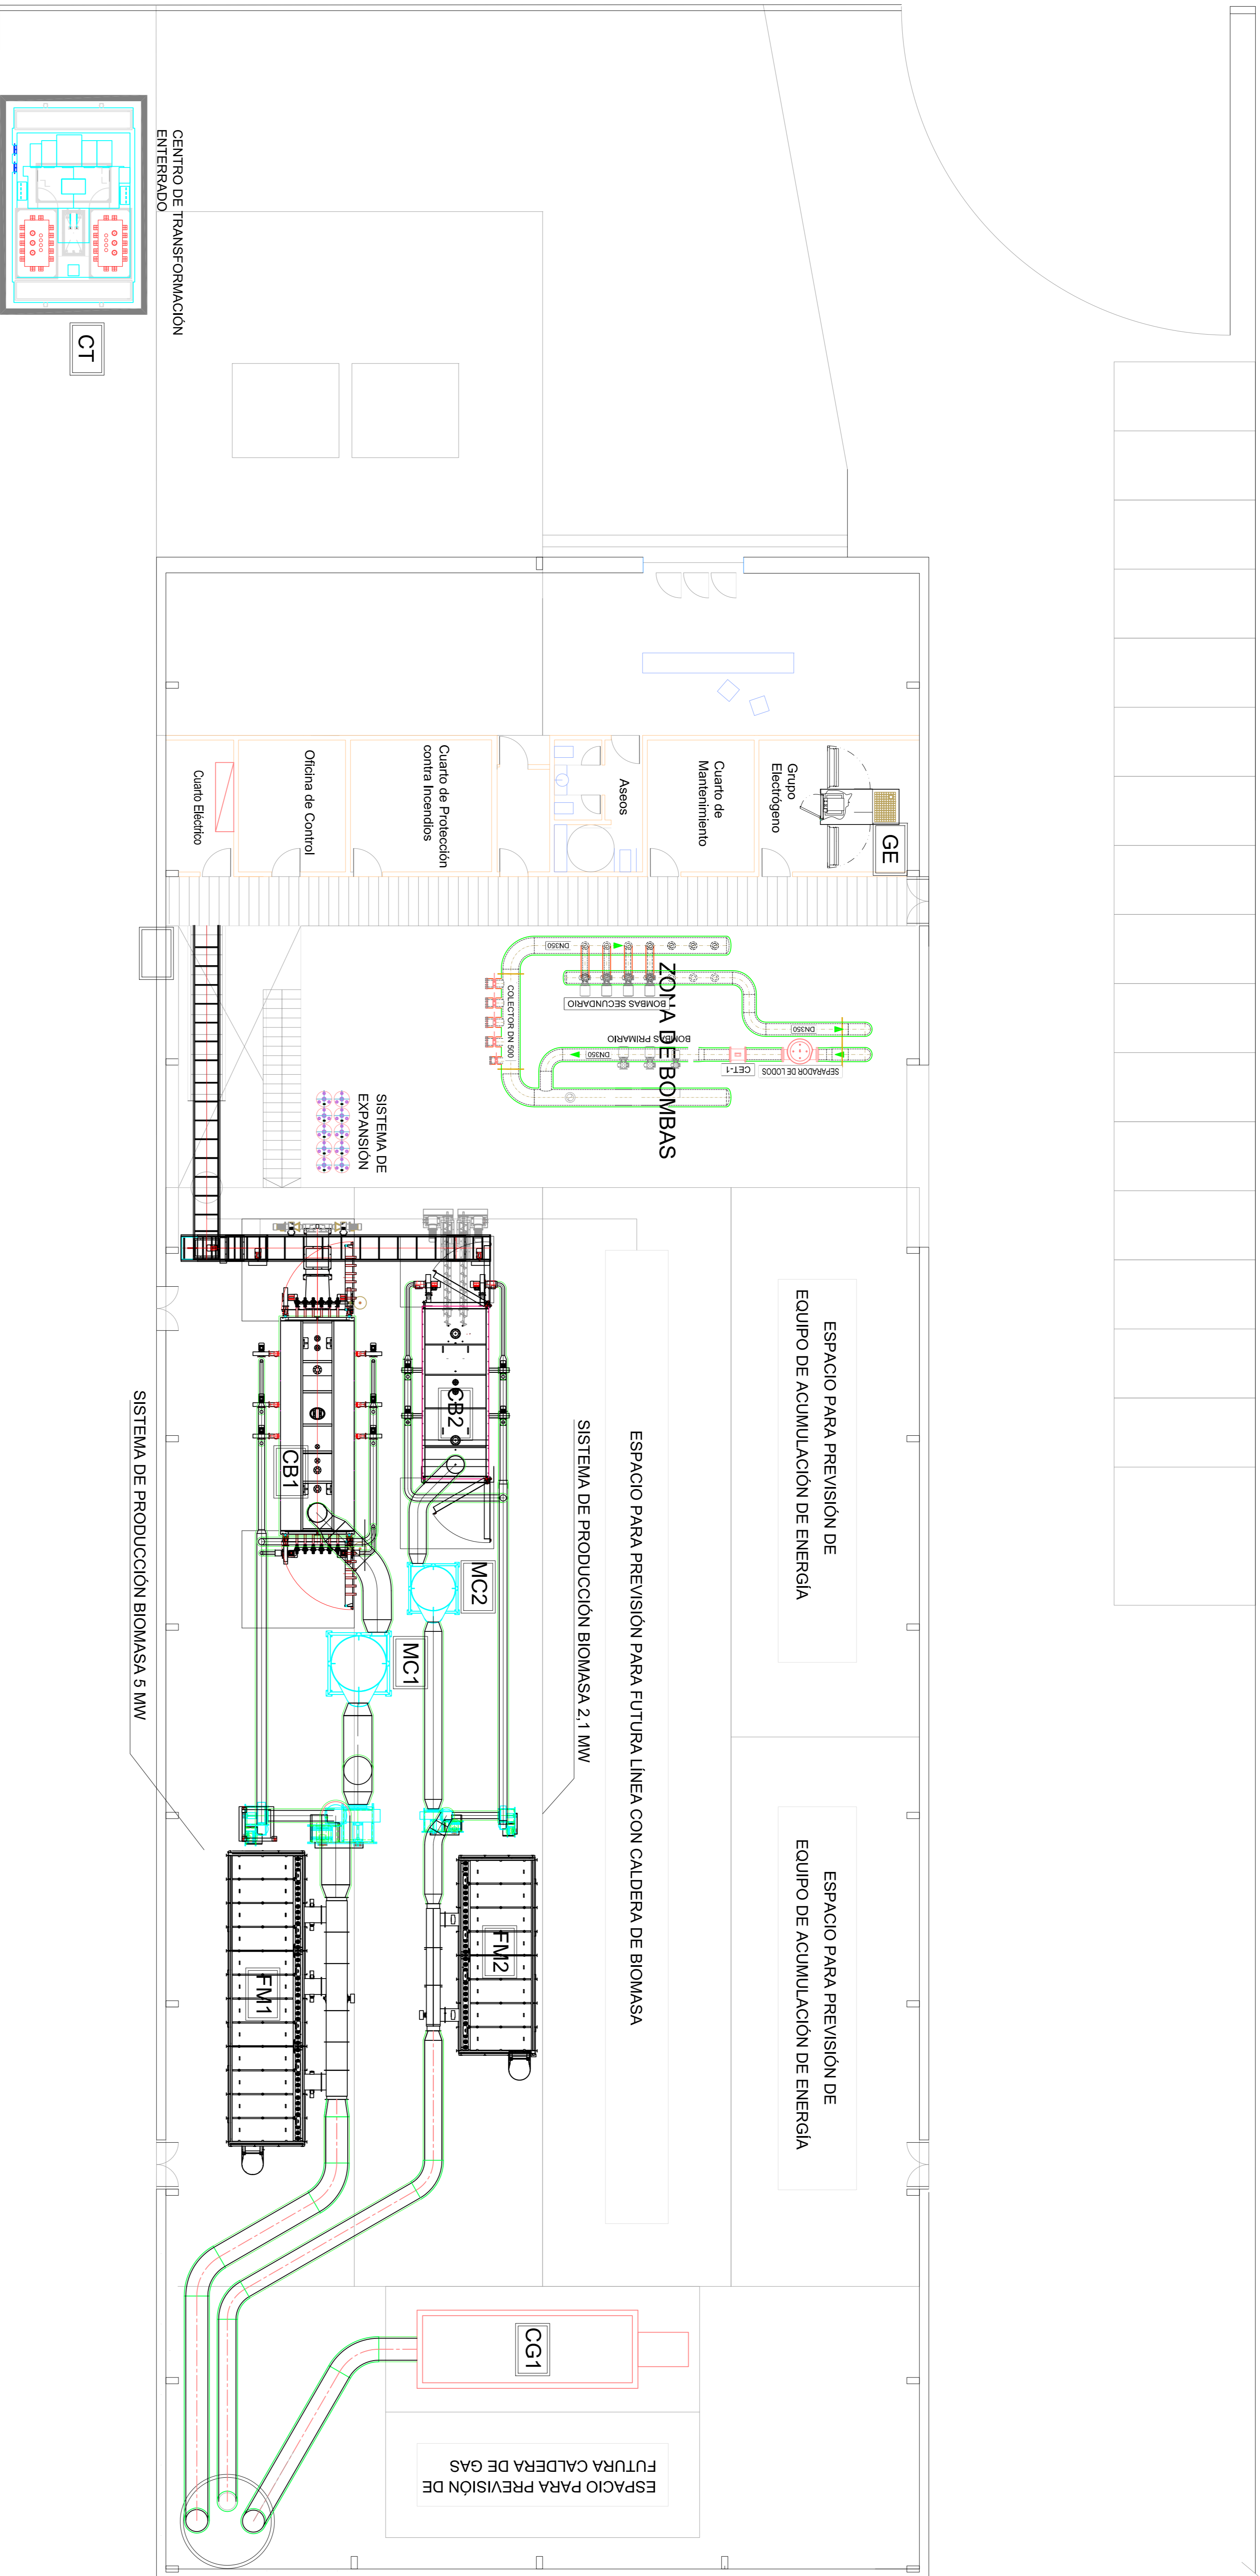 CENTRO DE TRANSFORMACIÓN
ENTERRADO
CT
Cuarto Eléctrico
Oficina de Control
Cuarto de Protección
contra Incendios
Aseos
Cuarto de
Mantenimiento
Grupo
Electrógeno
GE
ZONA DE BOMBAS
DN350
BOMBAS SECUNDARIO
COLECTOR DN 500
BOMBAS PRIMARIO
DN350
DN350
CET-1
SEPARADOR DE LODOS
SISTEMA DE
EXPANSIÓN
CB1
CB2
MC2
MC1
SISTEMA DE PRODUCCIÓN BIOMASA 5 MW
SISTEMA DE PRODUCCIÓN BIOMASA 2,1 MW
ESPACIO PARA PREVISIÓN PARA FUTURA LÍNEA CON CALDERA DE BIOMASA
ESPACIO PARA PREVISIÓN DE
EQUIPO DE ACUMULACIÓN DE ENERGÍA
ESPACIO PARA PREVISIÓN DE
EQUIPO DE ACUMULACIÓN DE ENERGÍA
FM1
FM2
CG1
ESPACIO PARA PREVISIÓN DE
FUTURA CALDERA DE GAS